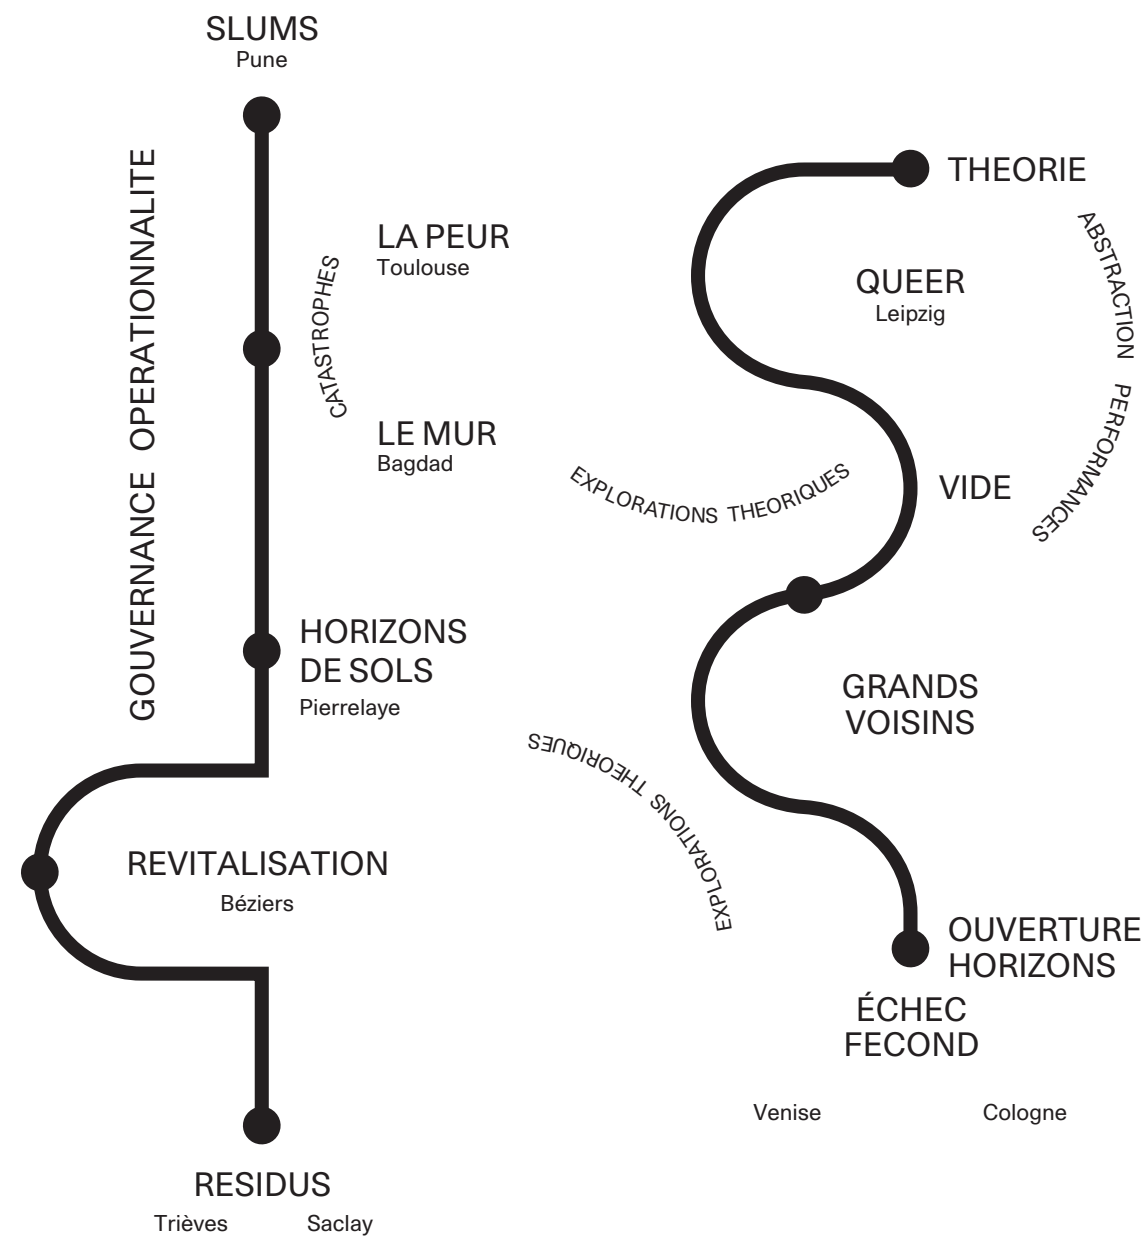 SLUMS
Pune
GOUVERNANCE OPERATIONNALITE
CATASTROPHES
LA PEUR
Toulouse
LE MUR
Bagdad
HORIZONS
DE SOLS
Pierrelaye
REVITALISATION
Béziers
RESIDUS
Trièves
Saclay
THEORIE
ABSTRACTION PERFORMANCES
QUEER
Leipzig
EXPLORATIONS THEORIQUES
VIDE
GRANDS
VOISINS
EXPLORATIONS THEORIQUES
OUVERTURE
HORIZONS
ÉCHEC
FECOND
Venise
Cologne